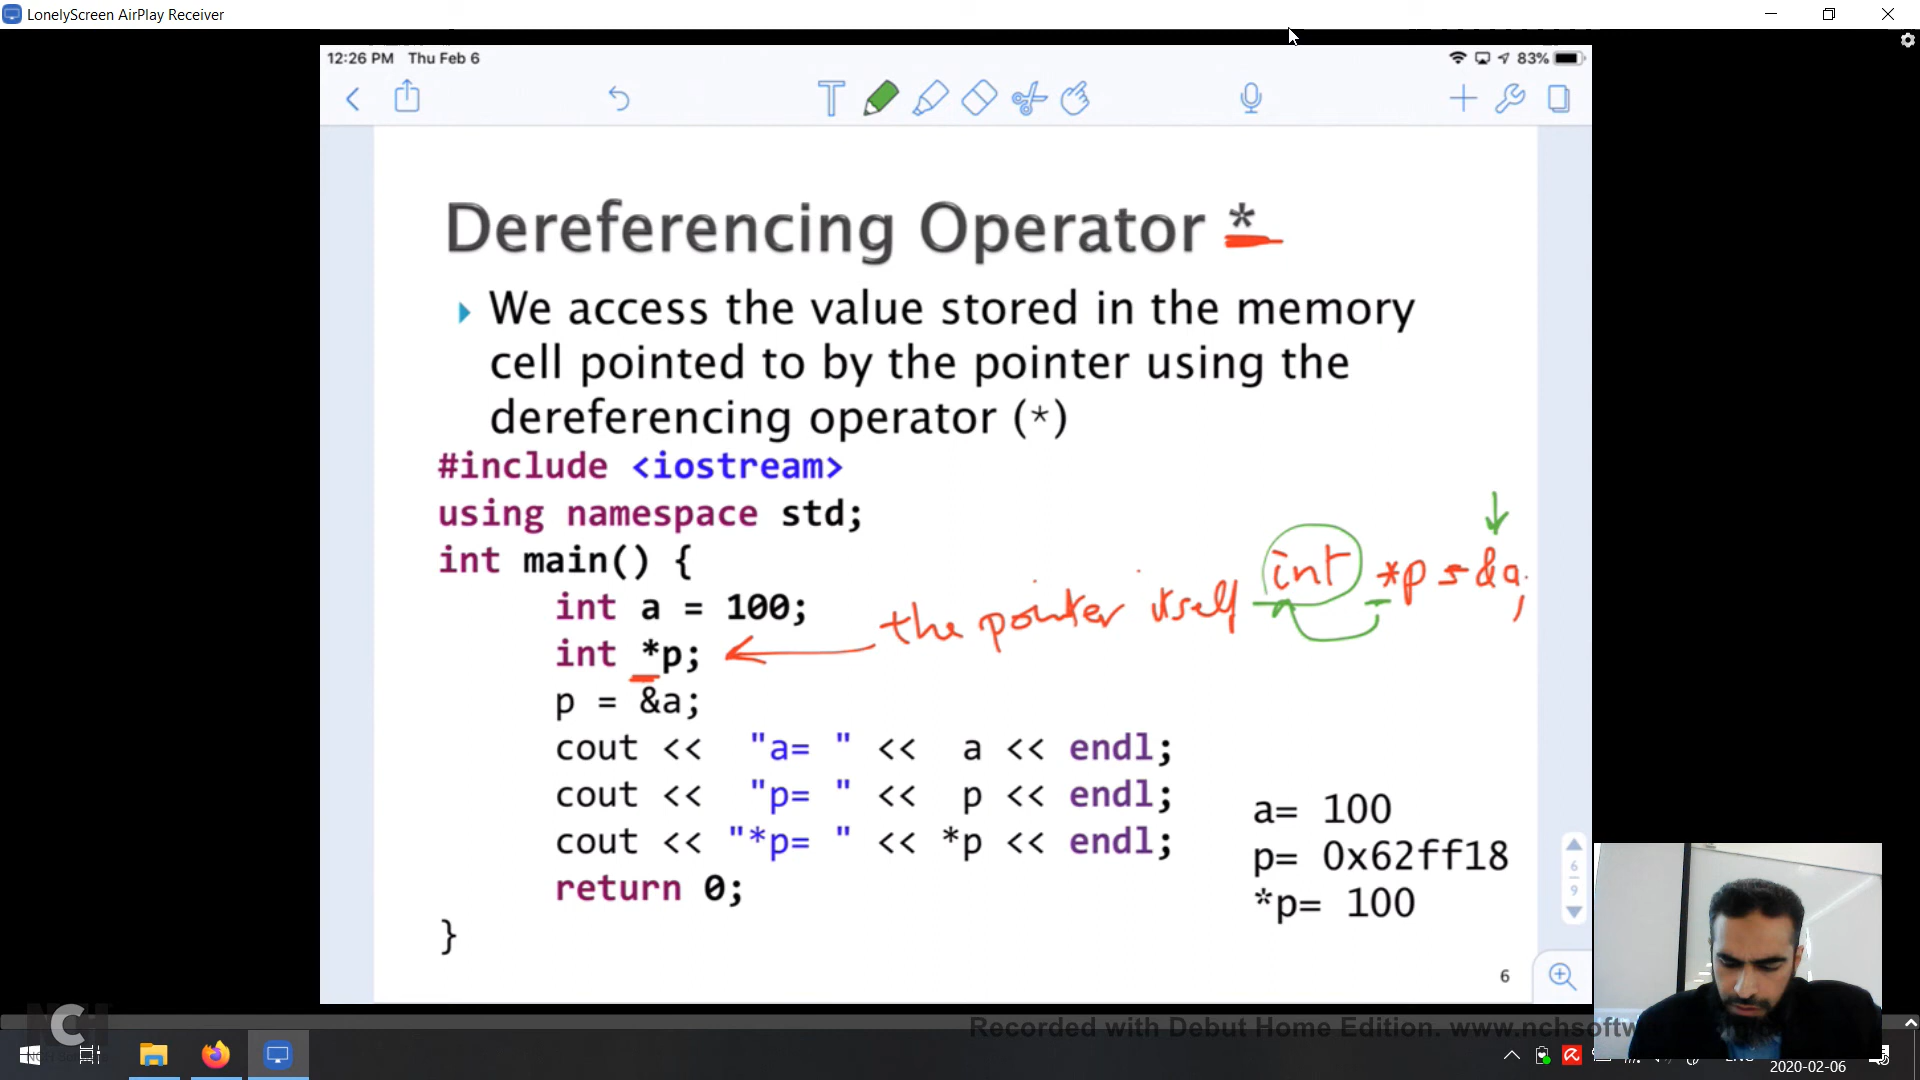 LonelyScreen AirPlay Receiver
12:26 PM Thu Feb 6
83%
T
Dereferencing Operator *
We access the value stored in the memory
cell pointed to by the pointer using the
dereferencing operator (*)
#include <iostream>
using namespace std;
int main() {
int *p = &a;
int a = 100;
the pointer itself
int *p;
p = &a;
cout << "a= " << a << endl;
cout << "p= " << p << endl;
cout << "*p= " << *p << endl;
return 0;
}
a= 100
p= 0x62ff18
*p= 100
6
9
6
NCH
Recorded with Debut Home Edition. www.nchsoftw
2020-02-06